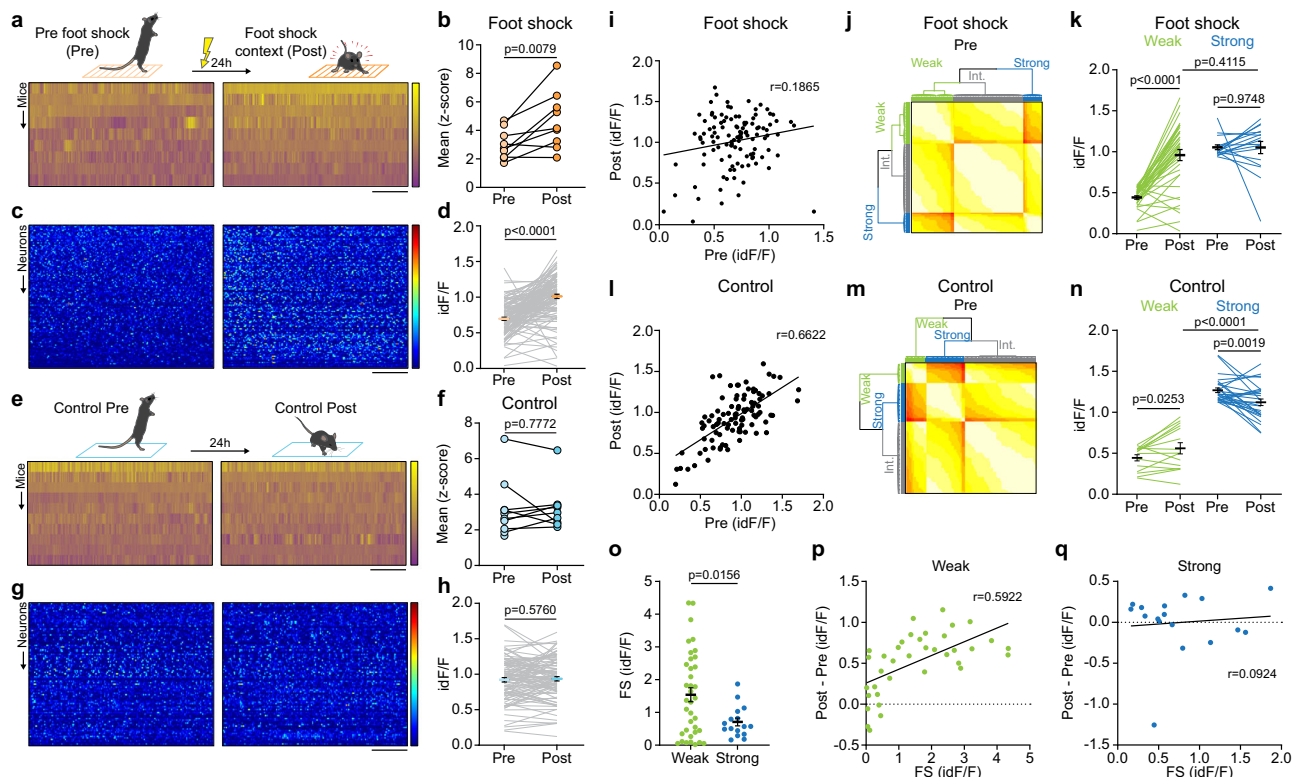 a
Pre foot shock
(Pre)
24h
Foot shock
context (Post)
Mice
b
Foot shock
p=0.0079
Mean (z-score)
10
8
6
4
2
0
Pre Post
c
Neurons
d
p<0.0001
idF/F
2.0
1.5
1.0
0.5
0
Pre Post
e
Control Pre
24h
Control Post
Mice
f
Control
p=0.7772
Mean (z-score)
8
6
4
2
0
Pre Post
g
Neurons
h
p=0.5760
idF/F
2.0
1.5
1.0
0.5
0
Pre Post
i
Foot shock
r=0.1865
Post (idF/F)
2.0
1.5
1.0
0.5
0
0 0.5 1.0 1.5
Pre (idF/F)
j
Foot shock
Pre
Weak
Int.
Strong
Weak
Int.
Strong
k
Foot shock
Weak Strong
p=0.4115
p<0.0001
p=0.9748
idF/F
2.0
1.5
1.0
0.5
0
Pre Post Pre Post
l
Control
r=0.6622
Post (idF/F)
2.0
1.5
1.0
0.5
0
0 0.5 1.0 1.5 2.0
Pre (idF/F)
m
Control
Pre
Weak
Strong
Int.
Weak
Strong
Int.
n
Control
Weak Strong
p<0.0001
p=0.0019
p=0.0253
idF/F
2.0
1.5
1.0
0.5
0
Pre Post Pre Post
o
p=0.0156
FS (idF/F)
5
4
3
2
1
0
Weak Strong
p
Weak
r=0.5922
Post - Pre (idF/F)
1.5
1.0
0.5
0.0
-0.5
0 1 2 3 4 5
FS (idF/F)
q
Strong
r=0.0924
Post - Pre (idF/F)
0.5
0.0
-0.5
-1.0
-1.5
0.0 0.5 1.0 1.5 2.0
FS (idF/F)